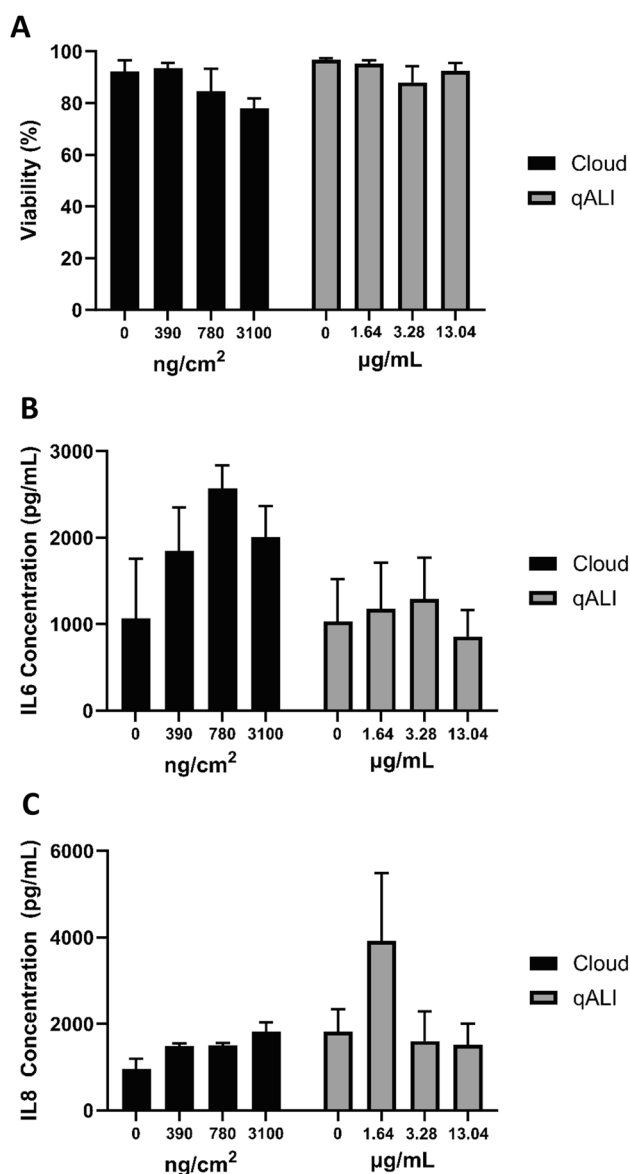 A
Viability (%)
100
80
60
40
20
0
0 390 780 3100 0 1.64 3.28 13.04
ng/cm² µg/mL
Cloud
qALI
B
IL6 Concentration (pg/mL)
3000
2000
1000
0
0 390 780 3100 0 1.64 3.28 13.04
ng/cm² µg/mL
Cloud
qALI
C
IL8 Concentration (pg/mL)
6000
4000
2000
0
0 390 780 3100 0 1.64 3.28 13.04
ng/cm² µg/mL
Cloud
qALI